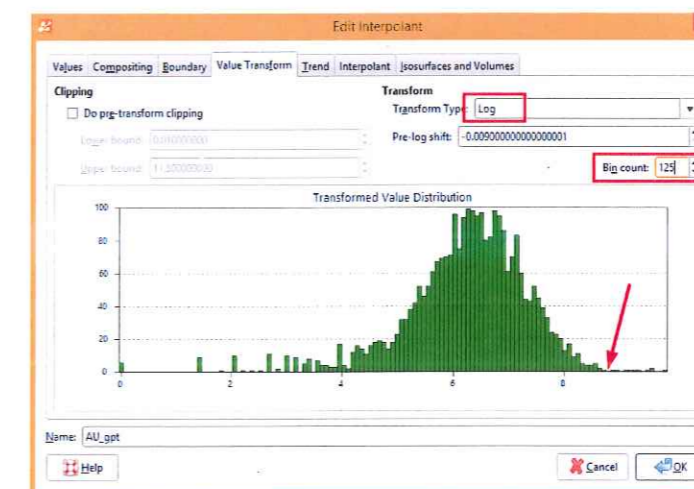 Edit Interpolant
Values Compositing Boundary Value Transform Trend Interpolant Isosurfaces and Volumes
Clipping
Transform
Do pre-transform clipping
Transform Type: Log
Lower bound: 0.010000000
Pre-log shift: -0.009000000000000001
Upper bound:
Bin count: 125
Transformed Value Distribution
100
80
60
40
20
0
0 2 4 6 8
Name: AU_gpt
Help
Cancel
OK